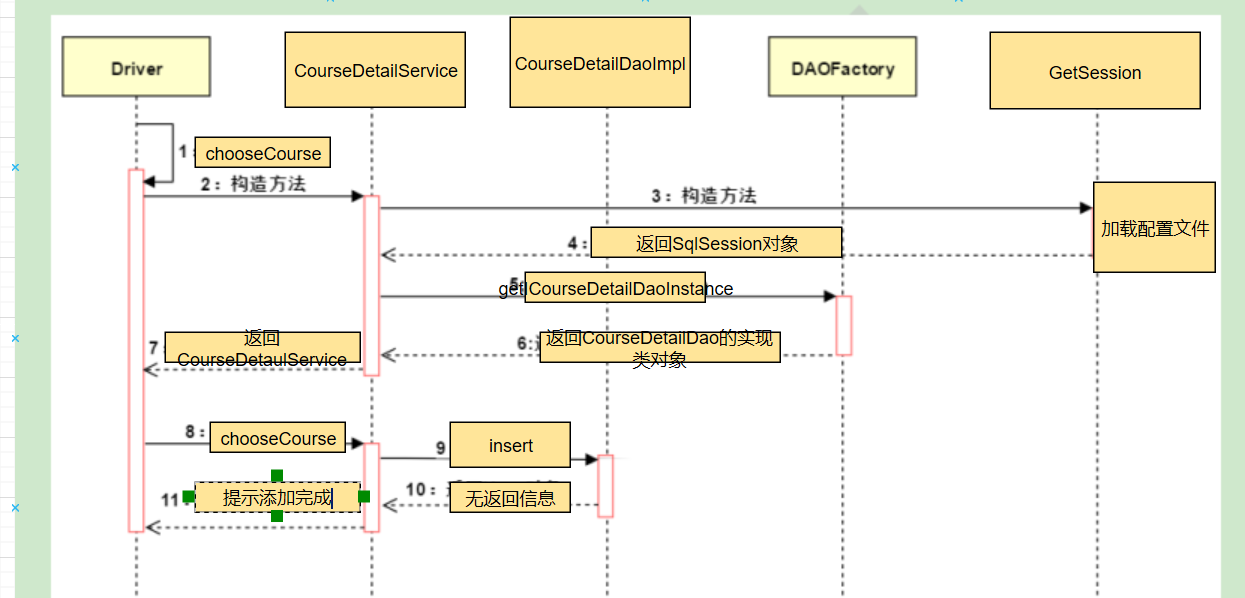 Driver
CourseDetailService
CourseDetailDaoImpl
DAOFactory
GetSession
1:
chooseCourse
2：构造方法
3：构造方法
加载配置文件
4：
返回SqlSession对象
5
getICourseDetailDaoInstance
6:
返回CourseDetailDao的实现
类对象
7
返回
CourseDetaulService
8：
chooseCourse
9
insert
10：
无返回信息
11
提示添加完成